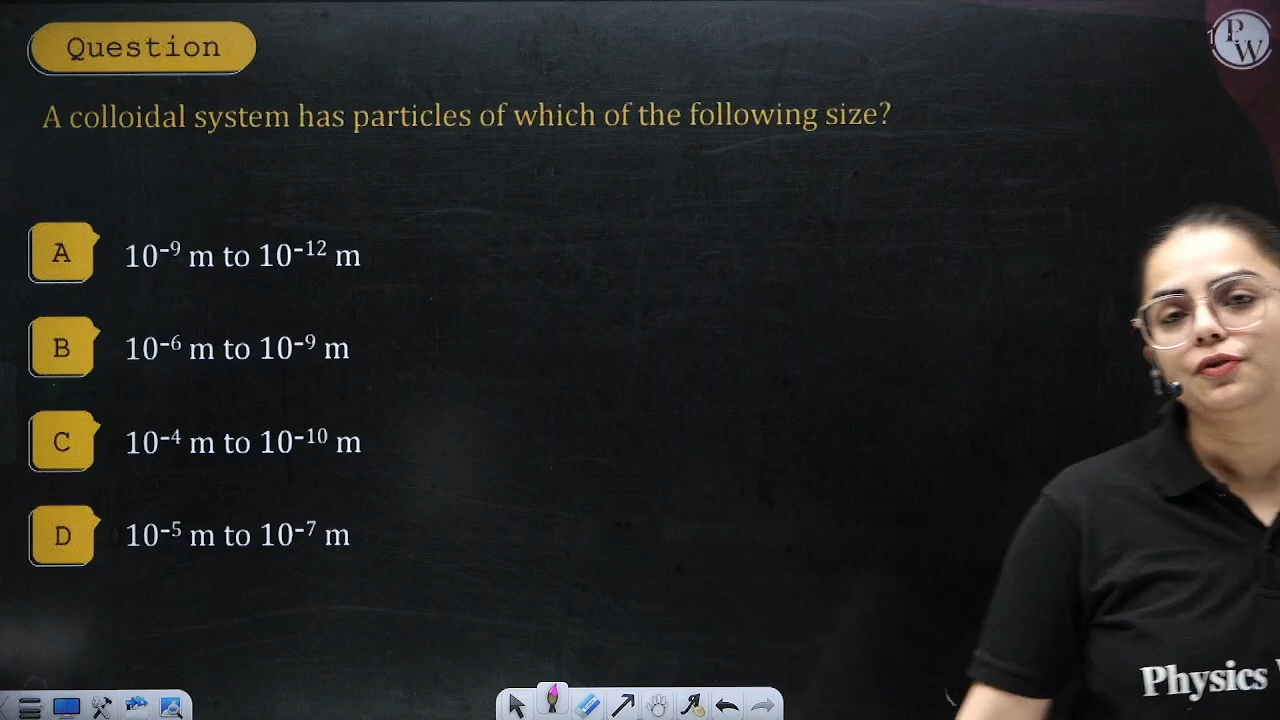 Question
PW
A colloidal system has particles of which of the following size?
A
10⁻⁹ m to 10⁻¹² m
B
10⁻⁶ m to 10⁻⁹ m
C
10⁻⁴ m to 10⁻¹⁰ m
D
10⁻⁵ m to 10⁻⁷ m
Physics